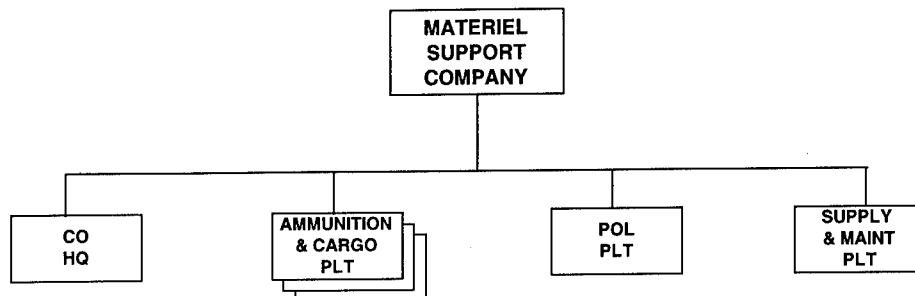 MATERIEL
SUPPORT
COMPANY
CO
HQ
AMMUNITION
& CARGO
PLT
POL
PLT
SUPPLY
& MAINT
PLT